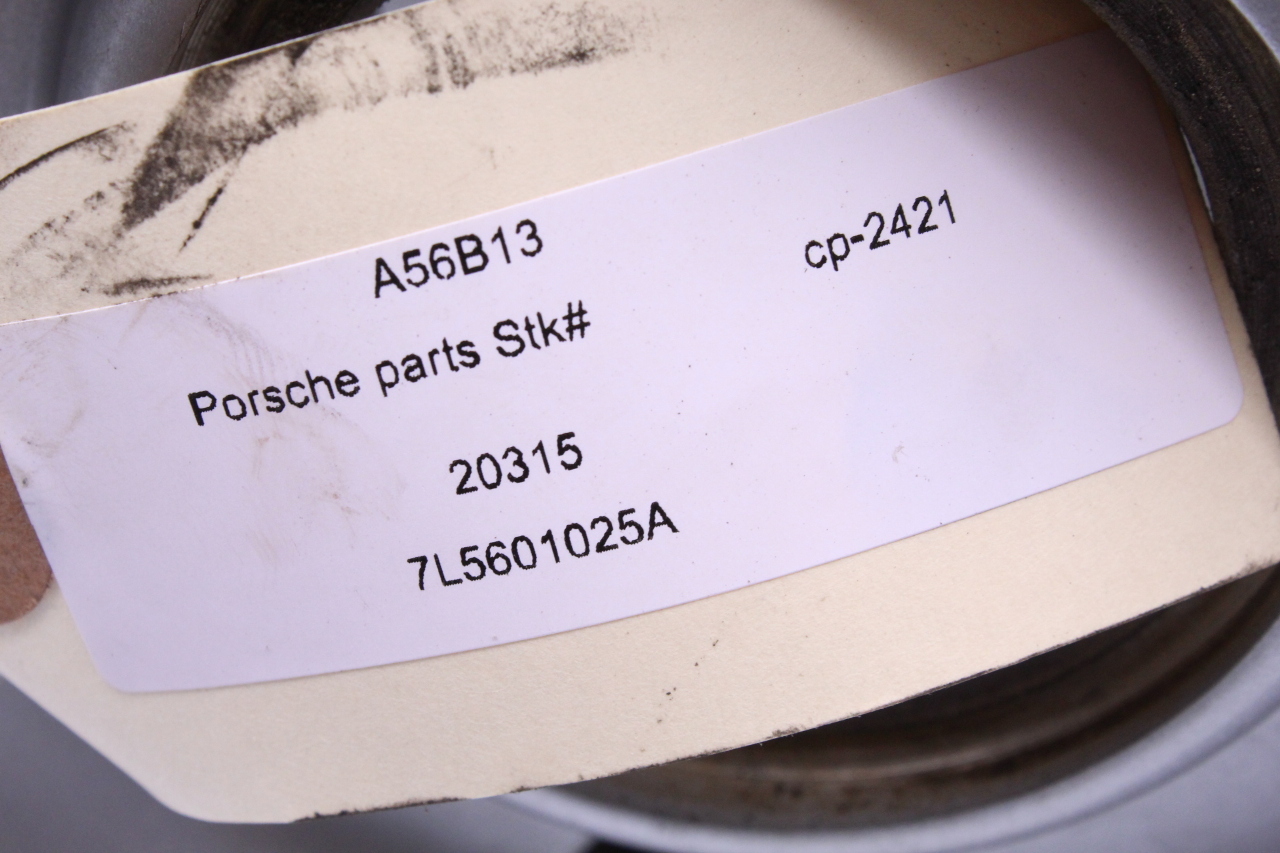 A56B13
cp-2421
Porsche parts Stk#
20315
7L5601025A